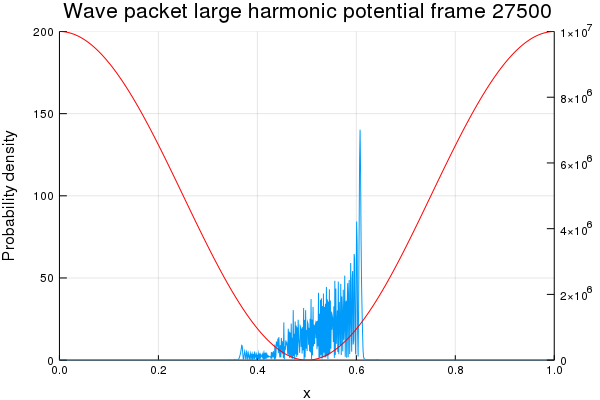 Wave packet large harmonic potential frame 27500
200
150
100
50
0
Probability density
1×10⁷
8×10⁶
6×10⁶
4×10⁶
2×10⁶
0
0.0 0.2 0.4 0.6 0.8 1.0
x